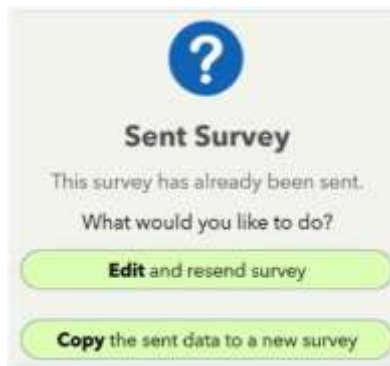 ?
Sent Survey
This survey has already been sent.
What would you like to do?
Edit and resend survey
Copy the sent data to a new survey